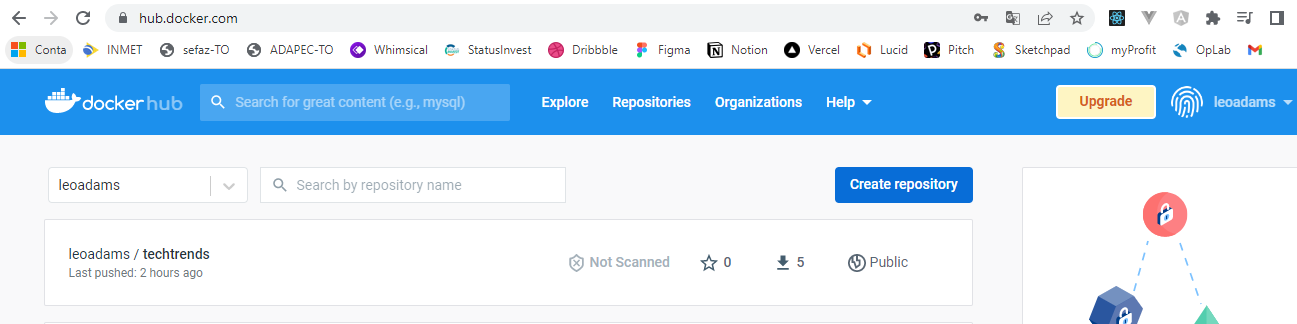 hub.docker.com
Conta INMET sefaz-TO ADAPEC-TO Whimsical StatusInvest Dribbble Figma Notion Vercel Lucid Pitch Sketchpad myProfit OpLab
docker hub Search for great content (e.g., mysql) Explore Repositories Organizations Help Upgrade leoadams
leoadams Search by repository name Create repository
leoadams / techtrends
Last pushed: 2 hours ago
Not Scanned 0 5 Public